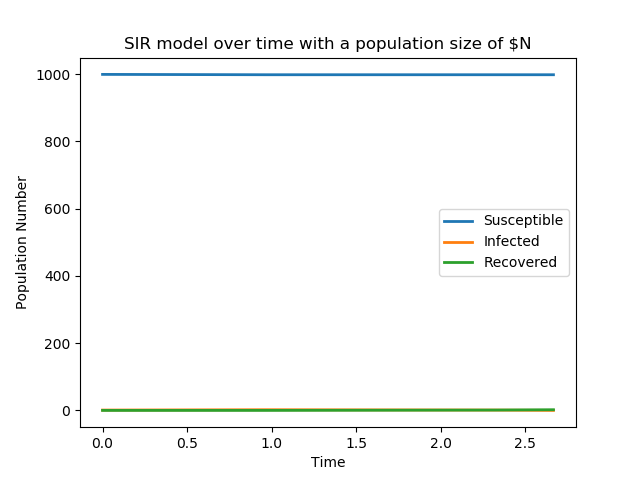 SIR model over time with a population size of $N
1000
800
600
400
200
0
Population Number
Susceptible
Infected
Recovered
0.0 0.5 1.0 1.5 2.0 2.5
Time